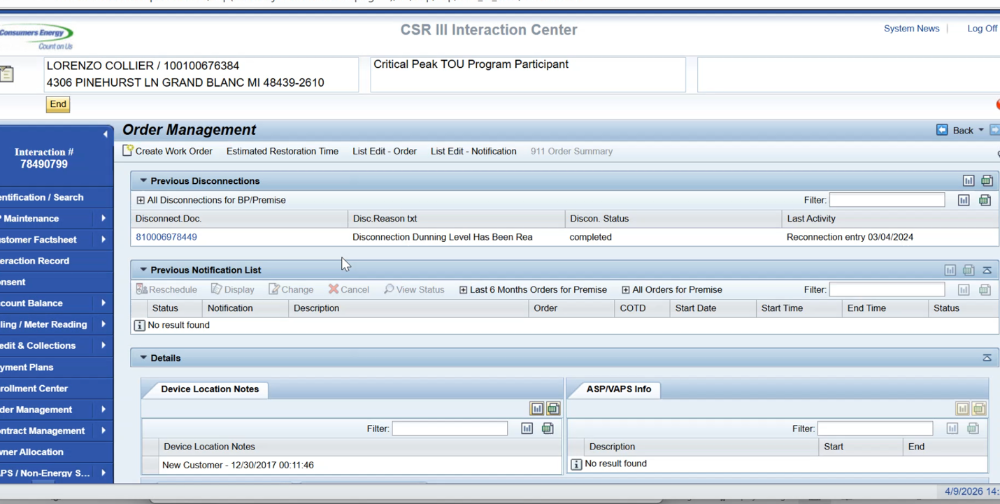 Consumers Energy
Count on Us
CSR III Interaction Center
System News
Log Off
LORENZO COLLIER / 100100676384
4306 PINEHURST LN GRAND BLANC MI 48439-2610
Critical Peak TOU Program Participant
End
Interaction #
78490799
entification / Search
Maintenance
stomer Factsheet
eraction Record
nsent
count Balance
ling / Meter Reading
edit & Collections
yment Plans
rollment Center
der Management
ontract Management
wner Allocation
PS / Non-Energy S...
Order Management
Back
Create Work Order Estimated Restoration Time List Edit - Order List Edit - Notification 911 Order Summary
Previous Disconnections
All Disconnections for BP/Premise Filter:
Disconnect.Doc. Disc.Reason txt Discon. Status Last Activity
810006978449 Disconnection Dunning Level Has Been Rea completed Reconnection entry 03/04/2024
Previous Notification List
Reschedule Display Change Cancel View Status Last 6 Months Orders for Premise All Orders for Premise Filter:
Status Notification Description Order COTD Start Date Start Time End Time Status
No result found
Details
Device Location Notes
Filter:
Device Location Notes
New Customer - 12/30/2017 00:11:46
ASP/VAPS Info
Filter:
Description Start End
No result found
4/9/2026 14: